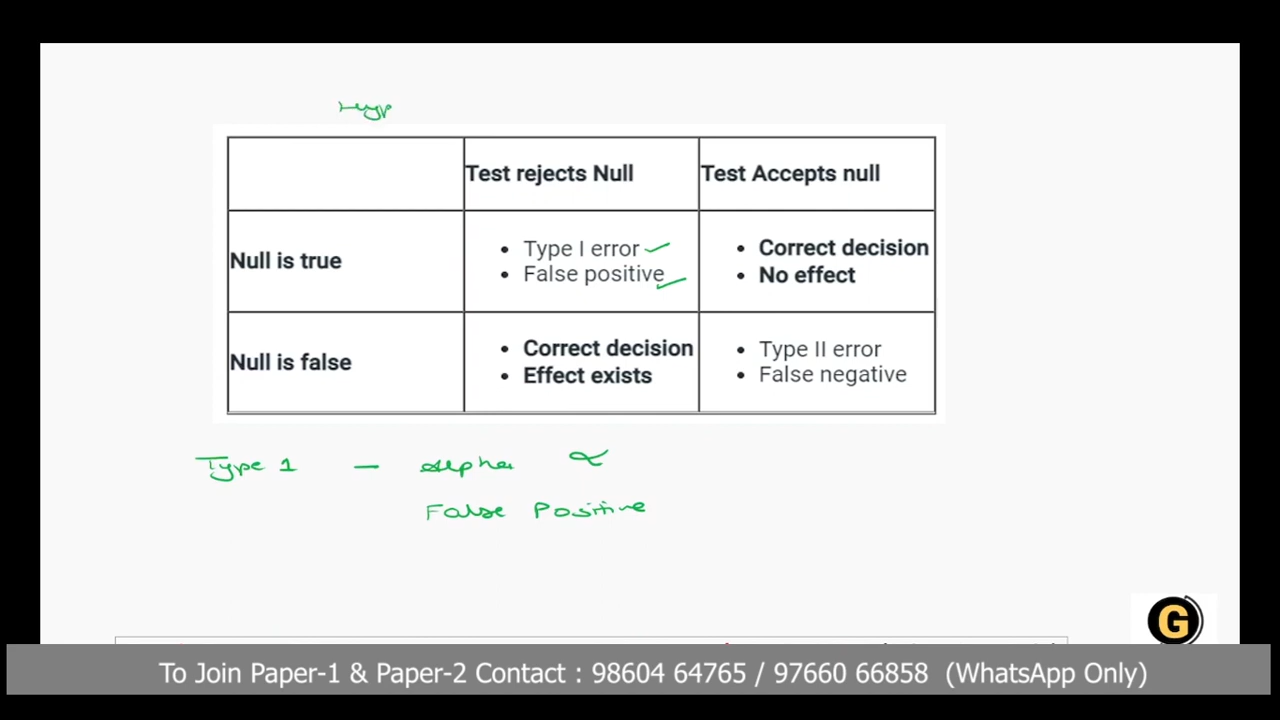 Hyp
Test rejects Null
Test Accepts null
Null is true
• Type I error
• False positive
• Correct decision
• No effect
Null is false
• Correct decision
• Effect exists
• Type II error
• False negative
Type 1 — Alpha ∝
False Positive
G
To Join Paper-1 & Paper-2 Contact : 98604 64765 / 97660 66858 (WhatsApp Only)